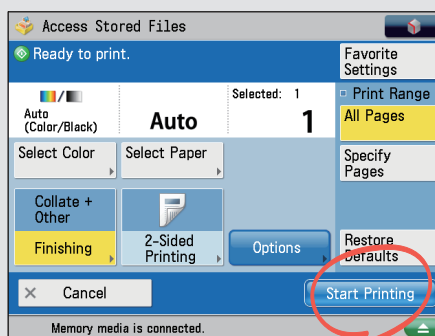 Access Stored Files
Ready to print.
Favorite
Settings
Auto
(Color/Black)
Auto
Selected: 1
1
Print Range
All Pages
Select Color
Select Paper
Specify
Pages
Collate +
Other
Finishing
2-Sided
Printing
Options
Restore
Defaults
Cancel
Start Printing
Memory media is connected.